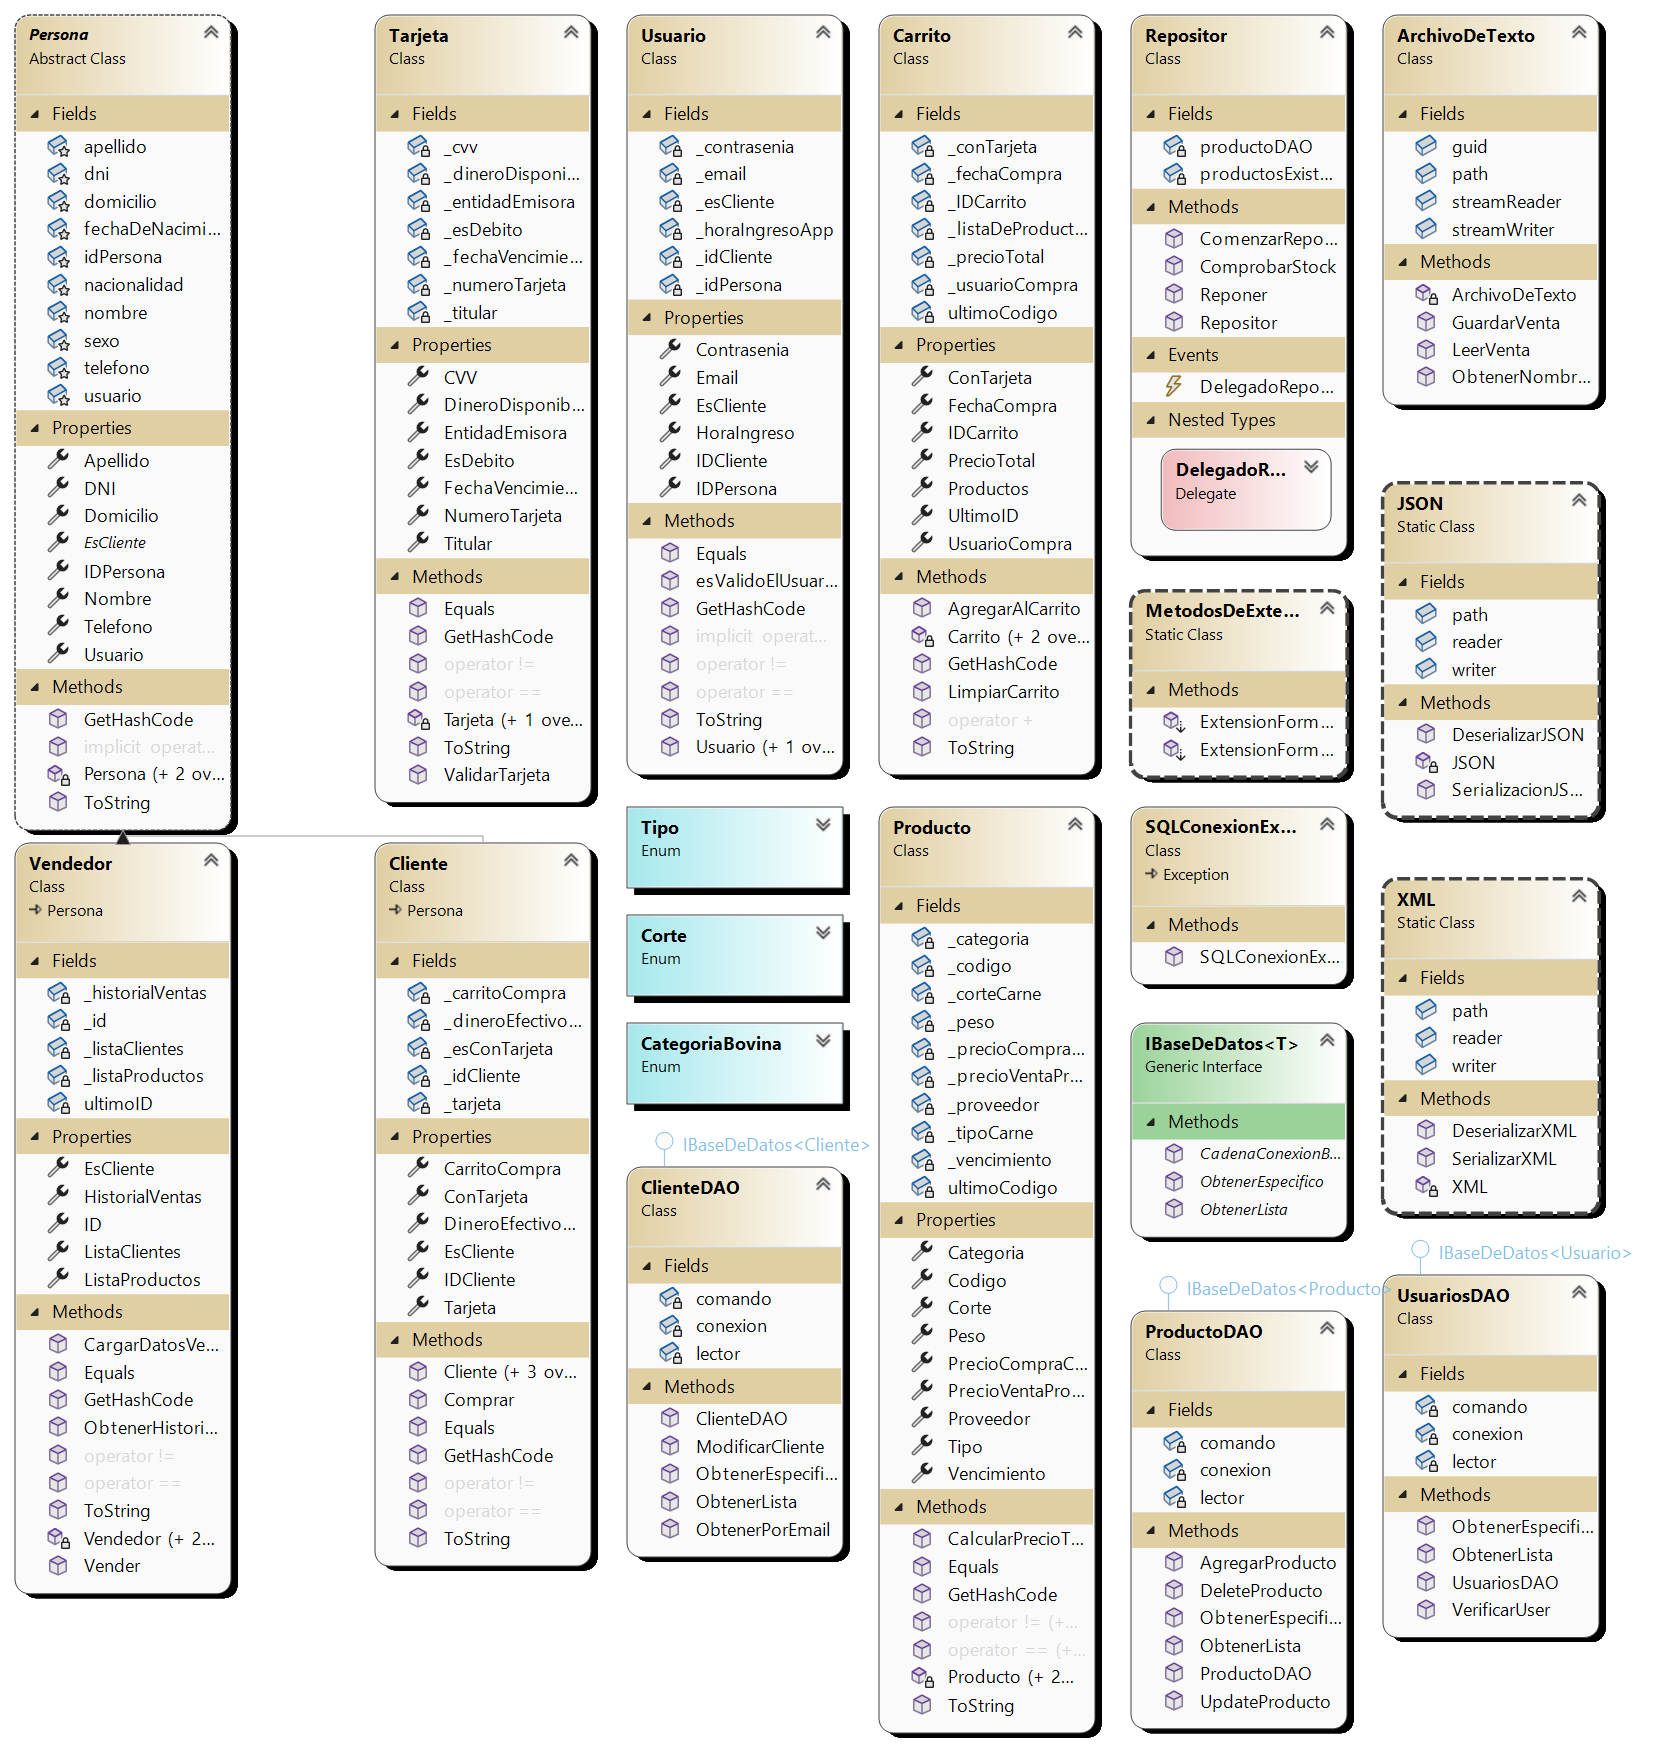 Persona
Abstract Class
Fields
apellido
dni
domicilio
fechaDeNacimi...
idPersona
nacionalidad
nombre
sexo
telefono
usuario
Properties
Apellido
DNI
Domicilio
EsCliente
IDPersona
Nombre
Telefono
Usuario
Methods
GetHashCode
implicit operat...
Persona (+ 2 ov...
ToString
Vendedor
Class
Persona
Fields
_historialVentas
_id
_listaClientes
_listaProductos
ultimoID
Properties
EsCliente
HistorialVentas
ID
ListaClientes
ListaProductos
Methods
CargarDatosVe...
Equals
GetHashCode
ObtenerHistori...
operator !=
operator ==
ToString
Vendedor (+ 2...
Vender
Tarjeta
Class
Fields
_cvv
_dineroDisponi...
_entidadEmisora
_esDebito
_fechaVencimie...
_numeroTarjeta
_titular
Properties
CVV
DineroDisponib...
EntidadEmisora
EsDebito
FechaVencimie...
NumeroTarjeta
Titular
Methods
Equals
GetHashCode
operator !=
operator ==
Tarjeta (+ 1 ove...
ToString
ValidarTarjeta
Cliente
Class
Persona
Fields
_carritoCompra
_dineroEfectivo...
_esConTarjeta
_idCliente
_tarjeta
Properties
CarritoCompra
ConTarjeta
DineroEfectivo...
EsCliente
IDCliente
Tarjeta
Methods
Cliente (+ 3 ov...
Comprar
Equals
GetHashCode
operator !=
operator ==
ToString
Usuario
Class
Fields
_contrasenia
_email
_esCliente
_horaIngresoApp
_idCliente
_idPersona
Properties
Contrasenia
Email
EsCliente
HoraIngreso
IDCliente
IDPersona
Methods
Equals
esValidoElUsuar...
GetHashCode
implicit operat...
operator !=
operator ==
ToString
Usuario (+ 1 ov...
Tipo
Enum
Corte
Enum
CategoriaBovina
Enum
IBaseDeDatos<Cliente>
ClienteDAO
Class
Fields
comando
conexion
lector
Methods
ClienteDAO
ModificarCliente
ObtenerEspecifi...
ObtenerLista
ObtenerPorEmail
Carrito
Class
Fields
_conTarjeta
_fechaCompra
_IDCarrito
_listaDeProduct...
_precioTotal
_usuarioCompra
ultimoCodigo
Properties
ConTarjeta
FechaCompra
IDCarrito
PrecioTotal
Productos
UltimoID
UsuarioCompra
Methods
AgregarAlCarrito
Carrito (+ 2 ove...
GetHashCode
LimpiarCarrito
operator +
ToString
Producto
Class
Fields
_categoria
_codigo
_corteCarne
_peso
_precioCompra...
_precioVentaPr...
_proveedor
_tipoCarne
_vencimiento
ultimoCodigo
Properties
Categoria
Codigo
Corte
Peso
PrecioCompraC...
PrecioVentaPro...
Proveedor
Tipo
Vencimiento
Methods
CalcularPrecioT...
Equals
GetHashCode
operator != (+...
operator == (+...
Producto (+ 2...
ToString
Repositor
Class
Fields
productoDAO
productosExist...
Methods
ComenzarRepo...
ComprobarStock
Reponer
Repositor
Events
DelegadoRepo...
Nested Types
DelegadoR...
Delegate
MetodosDeExte...
Static Class
Methods
ExtensionForm...
ExtensionForm...
SQLConexionEx...
Class
Exception
Methods
SQLConexionEx...
IBaseDeDatos<T>
Generic Interface
Methods
CadenaConexionB...
ObtenerEspecifico
ObtenerLista
IBaseDeDatos<Producto>
ProductoDAO
Class
Fields
comando
conexion
lector
Methods
AgregarProducto
DeleteProducto
ObtenerEspecifi...
ObtenerLista
ProductoDAO
UpdateProducto
ArchivoDeTexto
Class
Fields
guid
path
streamReader
streamWriter
Methods
ArchivoDeTexto
GuardarVenta
LeerVenta
ObtenerNombr...
JSON
Static Class
Fields
path
reader
writer
Methods
DeserializarJSON
JSON
SerializacionJS...
XML
Static Class
Fields
path
reader
writer
Methods
DeserializarXML
SerializarXML
XML
IBaseDeDatos<Usuario>
UsuariosDAO
Class
Fields
comando
conexion
lector
Methods
ObtenerEspecifi...
ObtenerLista
UsuariosDAO
VerificarUser